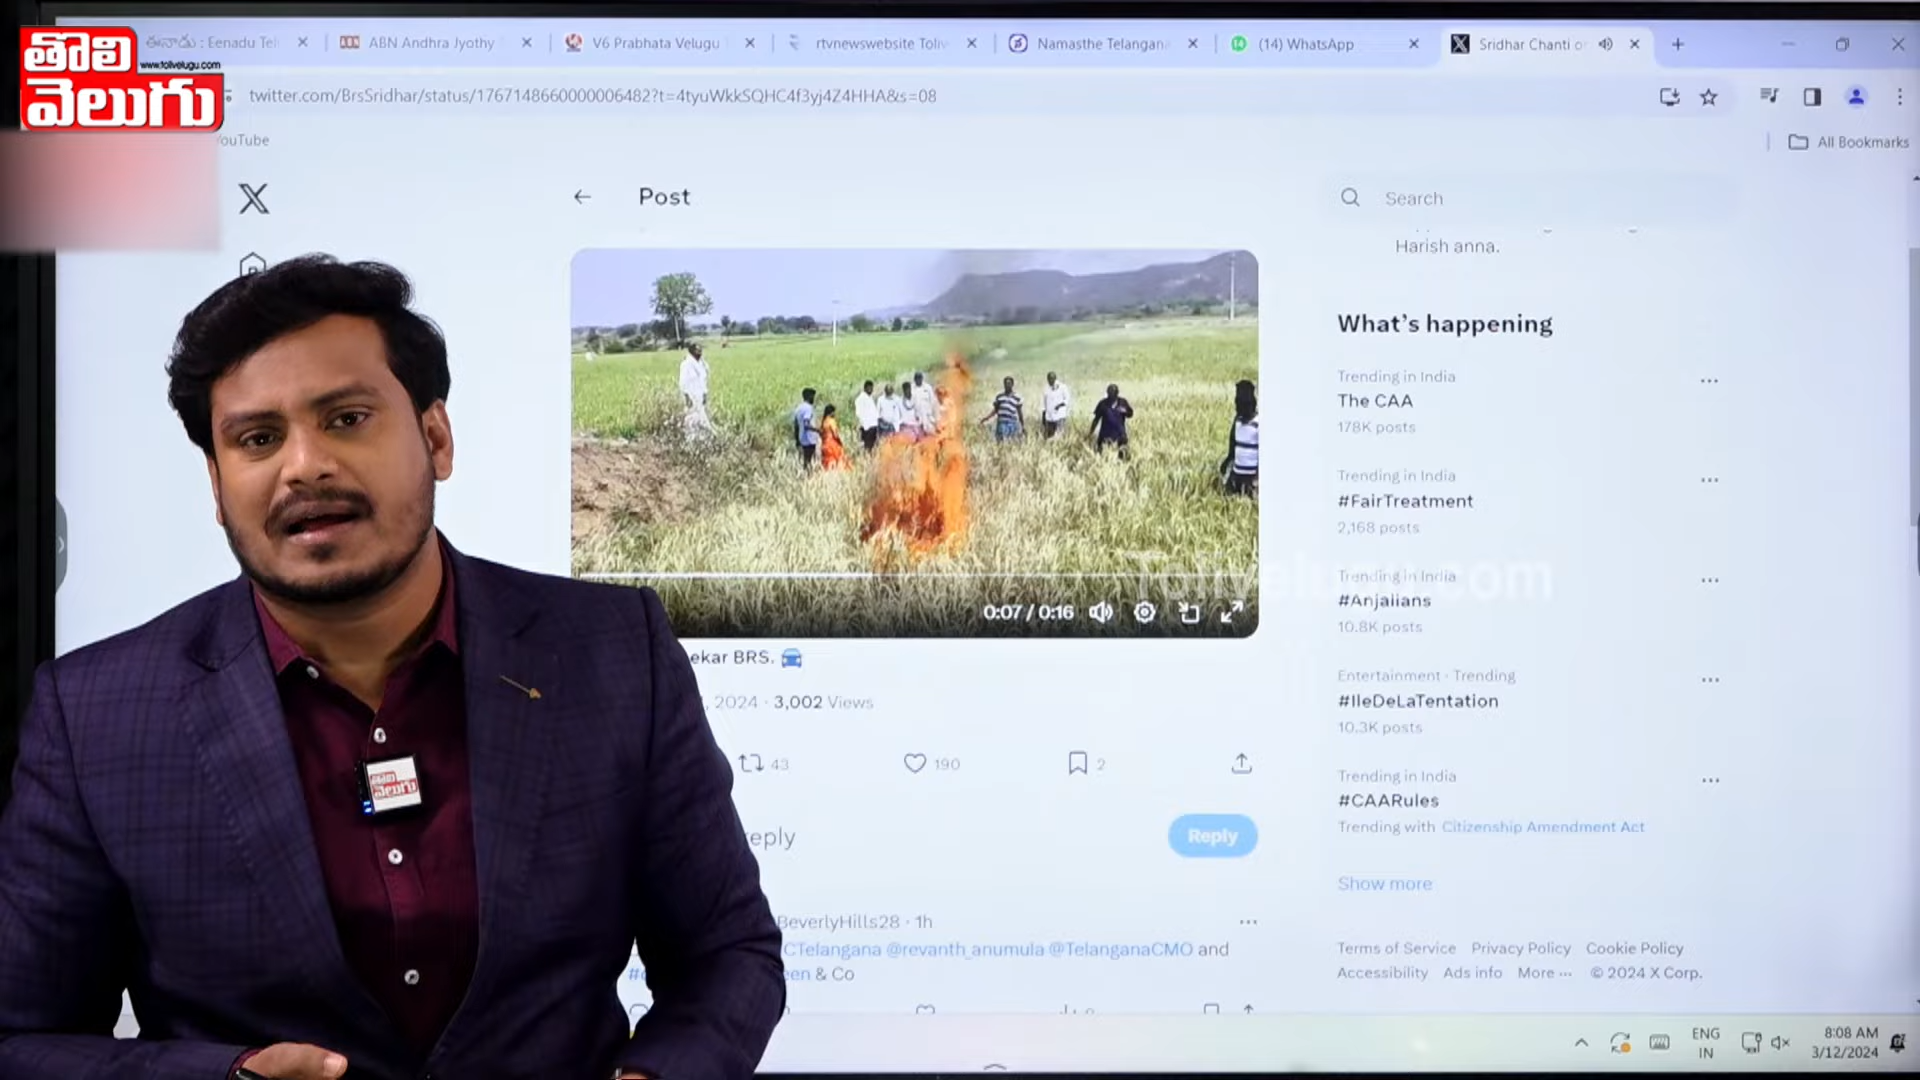 తొలి
వెలుగు
www.tolivelugu.com
ఈనాడు : Eenadu Tel
ABN Andhra Jyothy
V6 Prabhata Velugu
rtvnewswebsite Toliv
Namasthe Telangan
(14) WhatsApp
Sridhar Chanti o
twitter.com/BrsSridhar/status/1767148660000006482?t=4tyuWkkSQHC4f3yj4Z4HHA&s=08
YouTube
All Bookmarks
Post
Search
Harish anna.
What's happening
Trending in India
The CAA
178K posts
Trending in India
#FairTreatment
2,168 posts
Trending in India
#Anjaliians
10.8K posts
Entertainment · Trending
#IleDeLaTentation
10.3K posts
Trending in India
#CAARules
Trending with Citizenship Amendment Act
Show more
Terms of Service Privacy Policy Cookie Policy
Accessibility Ads info More ··· © 2024 X Corp.
Tolivelugu.com
0:07 / 0:16
ekar BRS.
, 2024 · 3,002 Views
43 190 2
reply
Reply
BeverlyHills28 · 1h
CTelangana @revanth_anumula @TelanganaCMO and
een & Co
తొలి
వెలుగు
ENG
IN
8:08 AM
3/12/2024